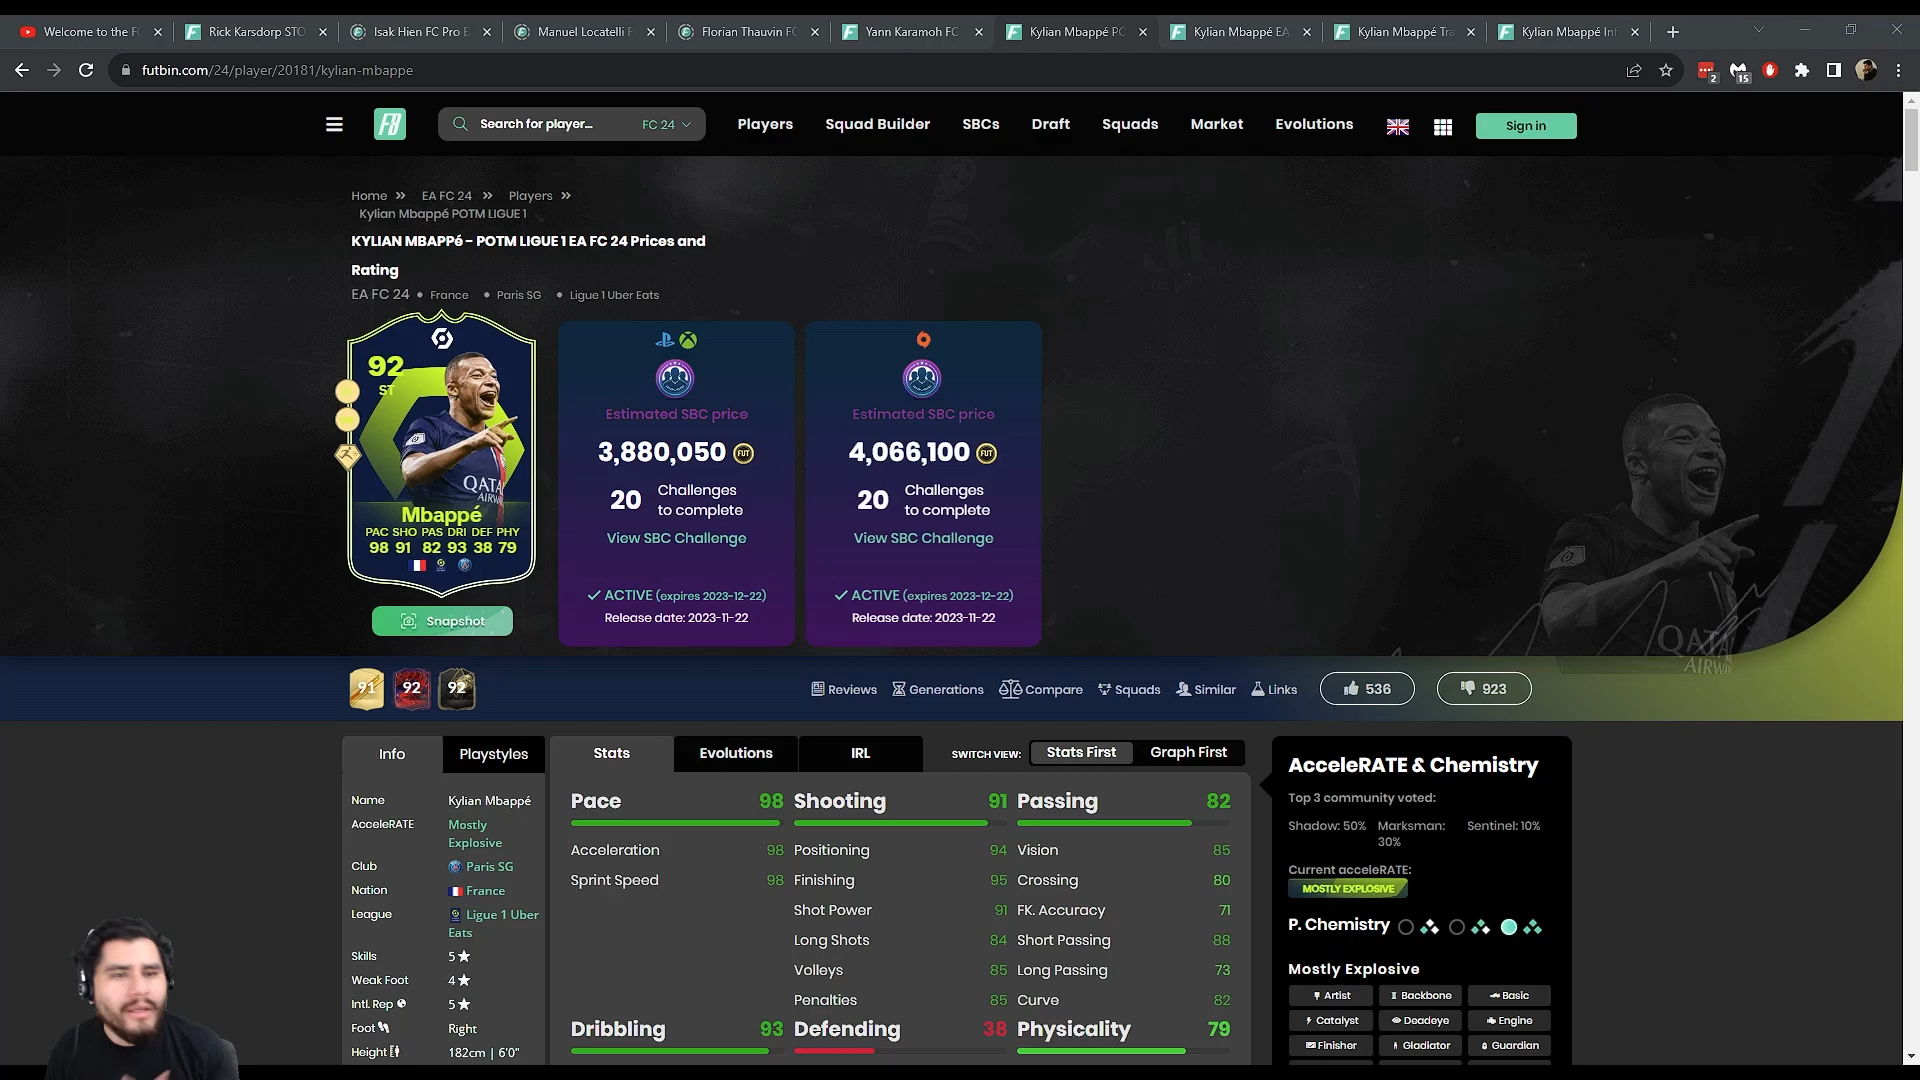 Welcome to the FC
Rick Karsdorp STO
Isak Hien FC Pro E
Manuel Locatelli F
Florian Thauvin FC
Yann Karamoh FC
Kylian Mbappé PO
Kylian Mbappé EA
Kylian Mbappé Tra
Kylian Mbappé Inf
futbin.com/24/player/20181/kylian-mbappe
2
15
Search for player...
FC 24
Players
Squad Builder
SBCs
Draft
Squads
Market
Evolutions
Sign in
Home » EA FC 24 » Players »
Kylian Mbappé POTM LIGUE 1
KYLIAN MBAPPé - POTM LIGUE 1 EA FC 24 Prices and
Rating
EA FC 24 • France • Paris SG • Ligue 1 Uber Eats
92
ST
QATAR
AIRWAY
Mbappé
PAC SHO PAS DRI DEF PHY
98 91 82 93 38 79
Snapshot
Estimated SBC price
3,880,050
FUT
20 Challenges
to complete
View SBC Challenge
ACTIVE (expires 2023-12-22)
Release date: 2023-11-22
Estimated SBC price
4,066,100
FUT
20 Challenges
to complete
View SBC Challenge
ACTIVE (expires 2023-12-22)
Release date: 2023-11-22
QATAR
AIRWAY
91
92
92
Reviews
Generations
Compare
Squads
Similar
Links
536
923
Info
Playstyles
Name Kylian Mbappé
AcceleRATE Mostly
Explosive
Club Paris SG
Nation France
League Ligue 1 Uber
Eats
Skills 5★
Weak Foot 4★
Intl. Rep 5★
Foot Right
Height 182cm | 6'0"
Stats
Evolutions
IRL
SWITCH VIEW:
Stats First
Graph First
Pace 98
Acceleration 98
Sprint Speed 98
Shooting 91
Positioning 94
Finishing 95
Shot Power 91
Long Shots 84
Volleys 85
Penalties 85
Passing 82
Vision 85
Crossing 80
FK. Accuracy 71
Short Passing 88
Long Passing 73
Curve 82
Dribbling 93
Defending 38
Physicality 79
AcceleRATE & Chemistry
Top 3 community voted:
Shadow: 50% Marksman: Sentinel: 10%
30%
Current acceleRATE:
MOSTLY EXPLOSIVE
P. Chemistry
Mostly Explosive
Artist
Backbone
Basic
Catalyst
Deadeye
Engine
Finisher
Gladiator
Guardian